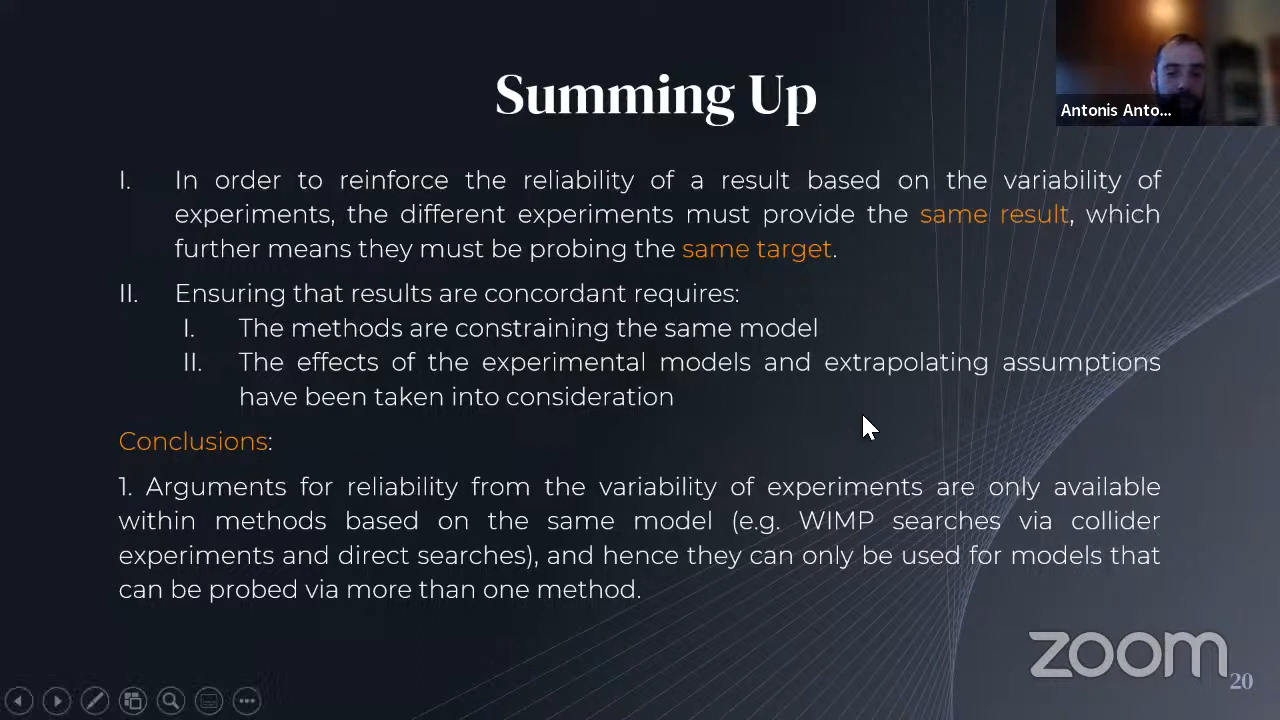 Summing Up
Antonis Anto...
I. In order to reinforce the reliability of a result based on the variability of
experiments, the different experiments must provide the same result, which
further means they must be probing the same target.
II. Ensuring that results are concordant requires:
I. The methods are constraining the same model
II. The effects of the experimental models and extrapolating assumptions
have been taken into consideration
Conclusions:
1. Arguments for reliability from the variability of experiments are only available
within methods based on the same model (e.g. WIMP searches via collider
experiments and direct searches), and hence they can only be used for models that
can be probed via more than one method.
zoom
20